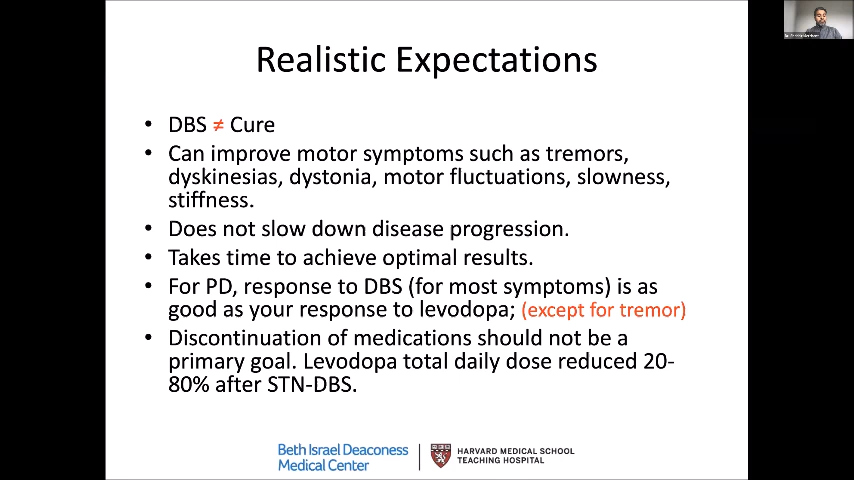 Realistic Expectations
• DBS ≠ Cure
• Can improve motor symptoms such as tremors,
dyskinesias, dystonia, motor fluctuations, slowness,
stiffness.
• Does not slow down disease progression.
• Takes time to achieve optimal results.
• For PD, response to DBS (for most symptoms) is as
good as your response to levodopa; (except for tremor)
• Discontinuation of medications should not be a
primary goal. Levodopa total daily dose reduced 20-
80% after STN-DBS.
Beth Israel Deaconess
Medical Center
HARVARD MEDICAL SCHOOL
TEACHING HOSPITAL